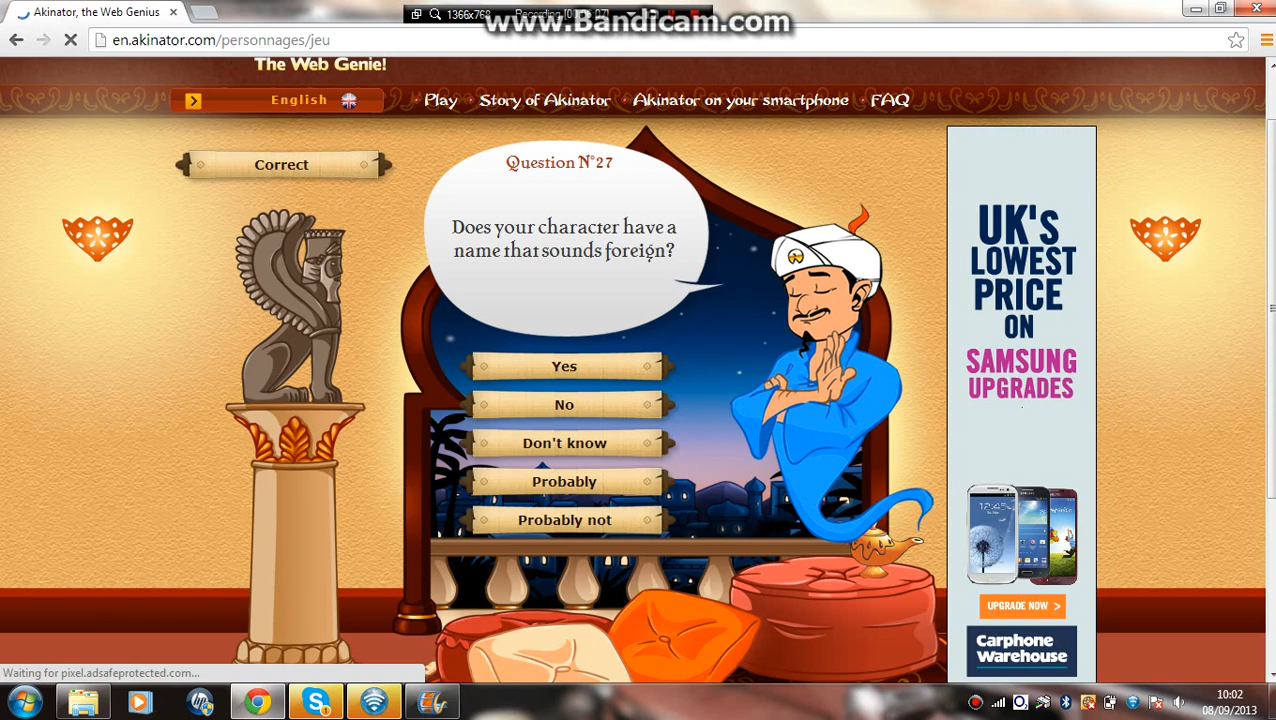 Akinator, the Web Genius
1366x768
www.Bandicam.com
en.akinator.com/personnages/jeu
The Web Genie!
English
Play
Story of Akinator
Akinator on your smartphone
FAQ
Correct
Question N°27
Does your character have a
name that sounds foreign?
Yes
No
Don't know
Probably
Probably not
UK's
LOWEST
PRICE
ON
SAMSUNG
UPGRADES
UPGRADE NOW >
Carphone
Warehouse
Waiting for pixel.adsafeprotected.com...
10:02
08/09/2013